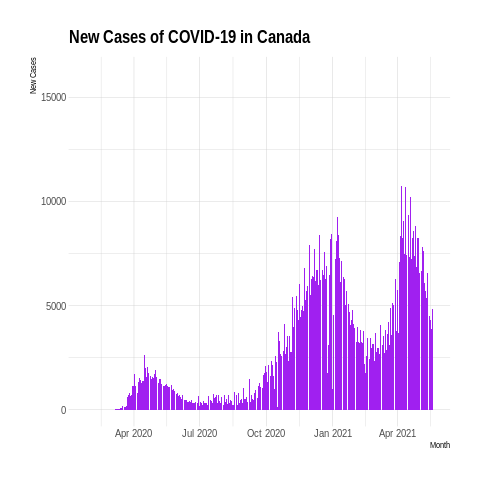 New Cases of COVID-19 in Canada
New Cases
15000
10000
5000
0
Apr 2020 Jul 2020 Oct 2020 Jan 2021 Apr 2021
Month